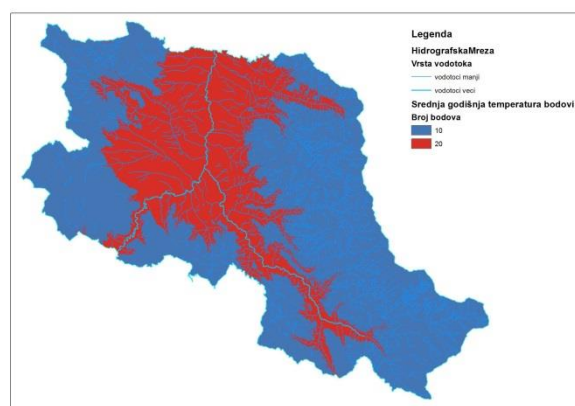 Legenda
HidrografskaMreza
Vrsta vodotoka
vodotoci manji
vodotoci veci
Srednja godišnja temperatura bodovi
Broj bodova
10
20